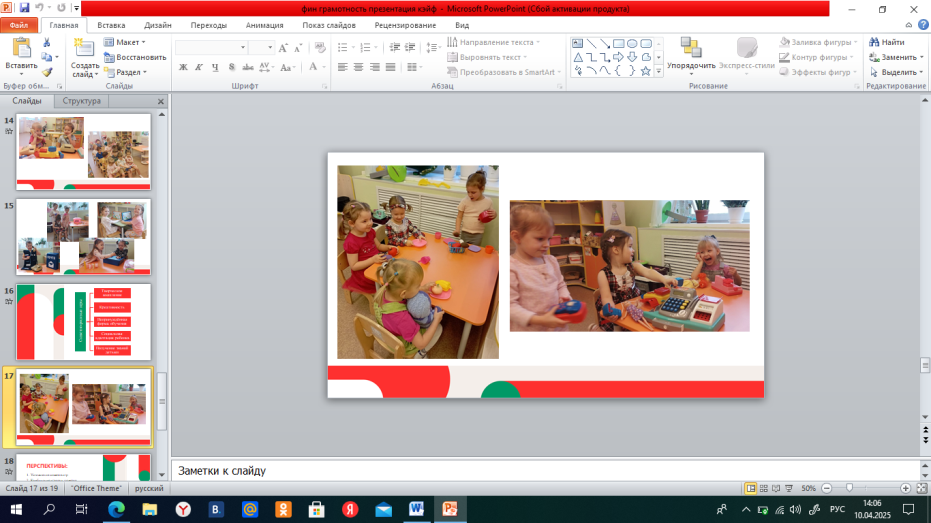 фин грамотность презентация кэйф - Microsoft PowerPoint (Сбой активации продукта)
Файл Главная Вставка Дизайн Переходы Анимация Показ слайдов Рецензирование Вид
Вставить
Буфер обм...
Создать слайд
Макет
Восстановить
Раздел
Слайды
Ж К Ч S abc AV Aa A
Шрифт
Направление текста
Выровнять текст
Преобразовать в SmartArt
Абзац
Упорядочить
Экспресс-стили
Заливка фигуры
Контур фигуры
Эффекты фигур
Рисование
Найти
Заменить
Выделить
Редактирование
Слайды Структура
14
15
16
17
18
ПЕРСПЕКТИВЫ:
Заметки к слайду
Слайд 17 из 19 "Office Theme" русский 50%
РУС
14:06
10.04.2025